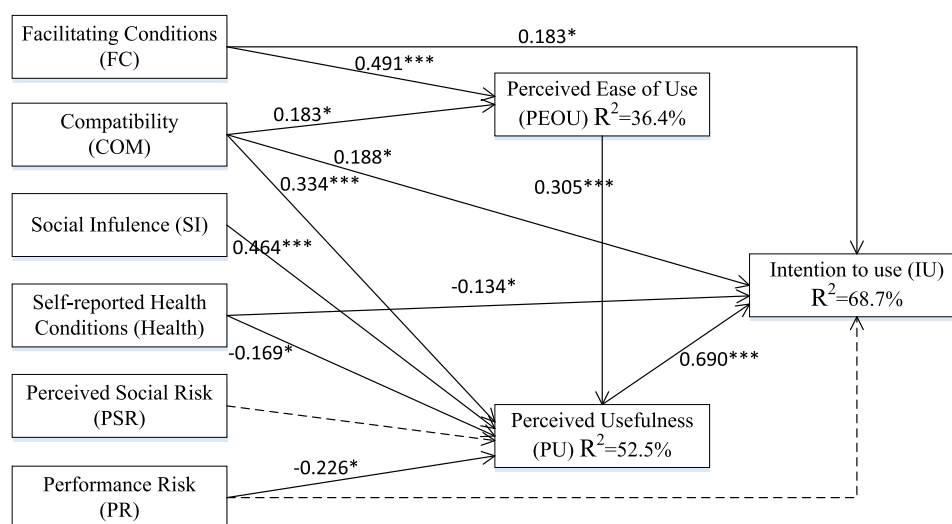 Facilitating Conditions
(FC)
0.183*
0.491***
Perceived Ease of Use
(PEOU) R²=36.4%
Compatibility
(COM)
0.183*
0.188*
0.334***
0.305***
Social Infulence (SI)
0.464***
Intention to use (IU)
R²=68.7%
Self-reported Health
Conditions (Health)
-0.134*
-0.169*
0.690***
Perceived Social Risk
(PSR)
Perceived Usefulness
(PU) R²=52.5%
-0.226*
Performance Risk
(PR)